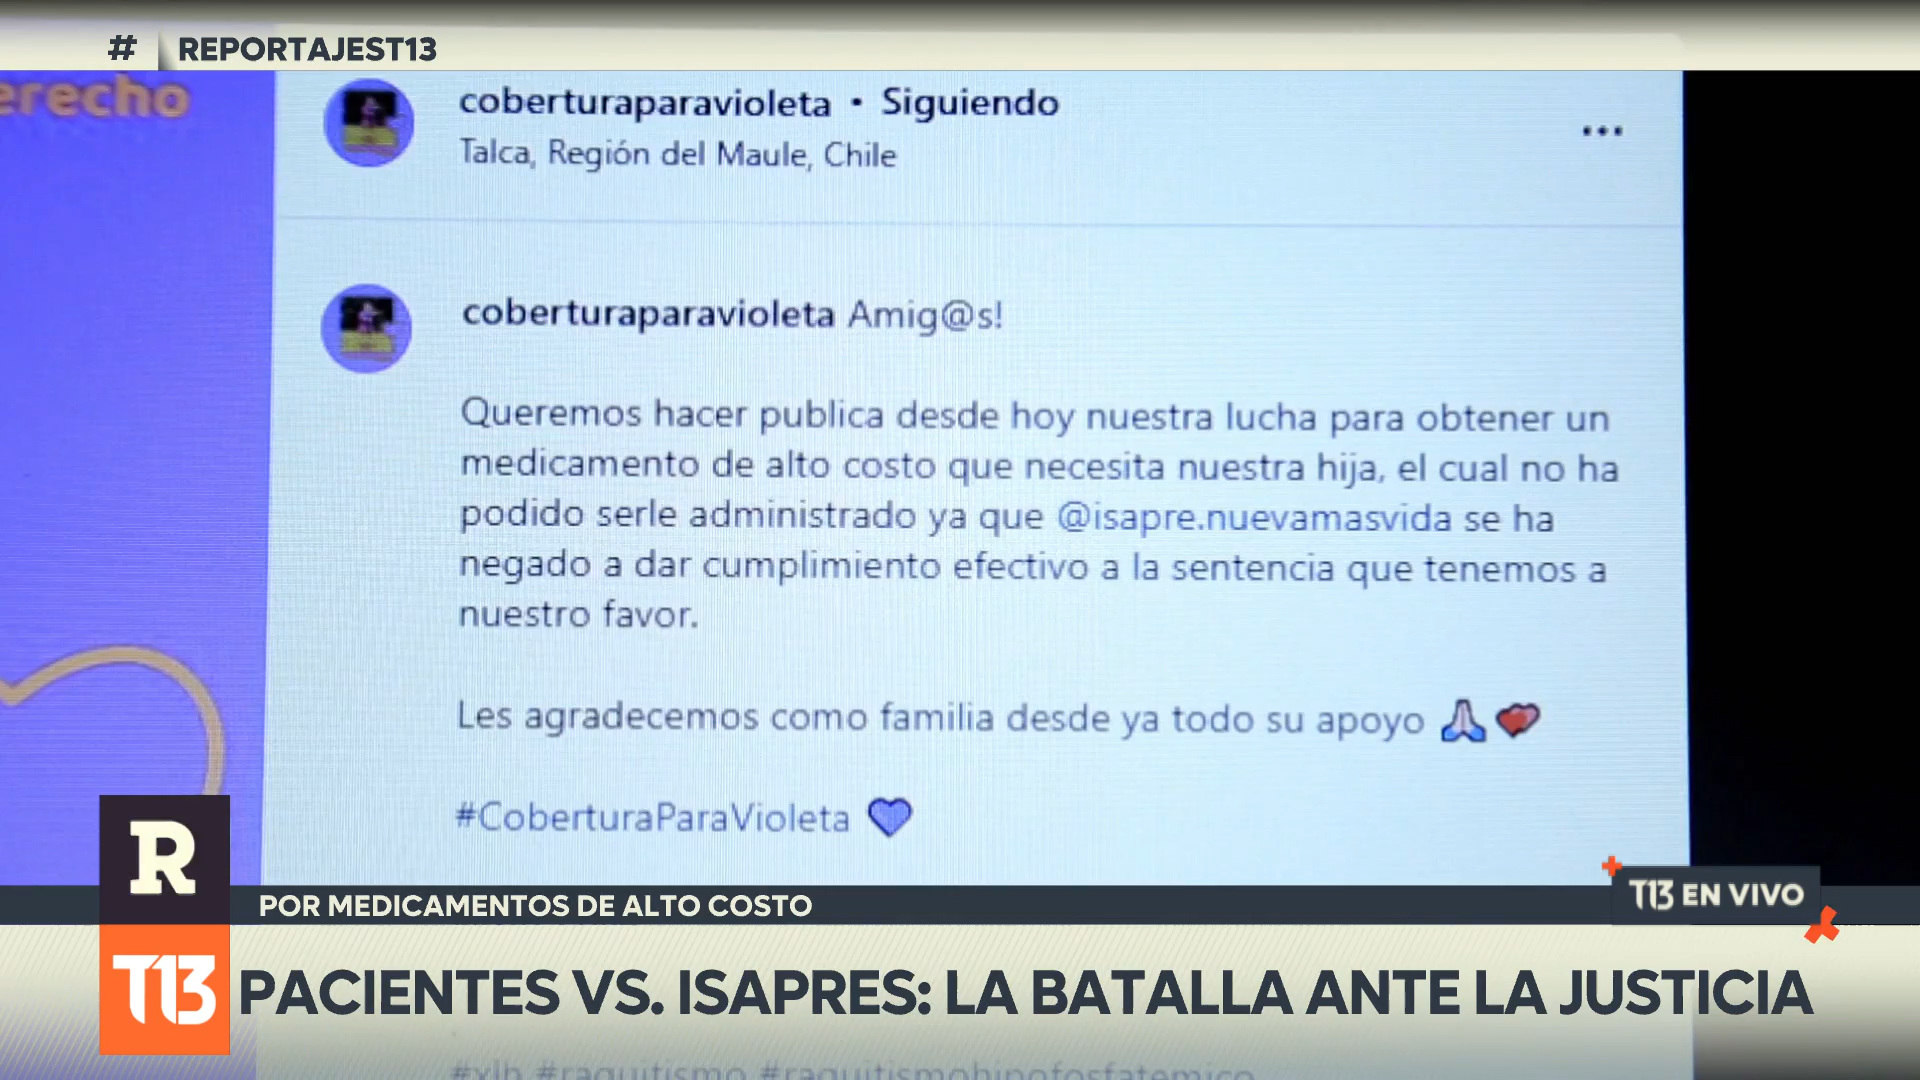 # REPORTAJEST13
erecho
coberturaparavioleta • Siguiendo
Talca, Región del Maule, Chile
coberturaparavioleta Amig@s!
Queremos hacer publica desde hoy nuestra lucha para obtener un
medicamento de alto costo que necesita nuestra hija, el cual no ha
podido serle administrado ya que @isapre.nuevamasvida se ha
negado a dar cumplimiento efectivo a la sentencia que tenemos a
nuestro favor.
Les agradecemos como familia desde ya todo su apoyo 🙏💕
#CoberturaParaVioleta 💜
R
POR MEDICAMENTOS DE ALTO COSTO
T13 EN VIVO
T13
PACIENTES VS. ISAPRES: LA BATALLA ANTE LA JUSTICIA
#xlh #raquitismo #raquitismohipofosfatemico